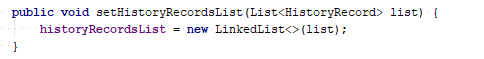 public void setHistoryRecordsList(List<HistoryRecord> list) {
    historyRecordsList = new LinkedList<>(list);
}